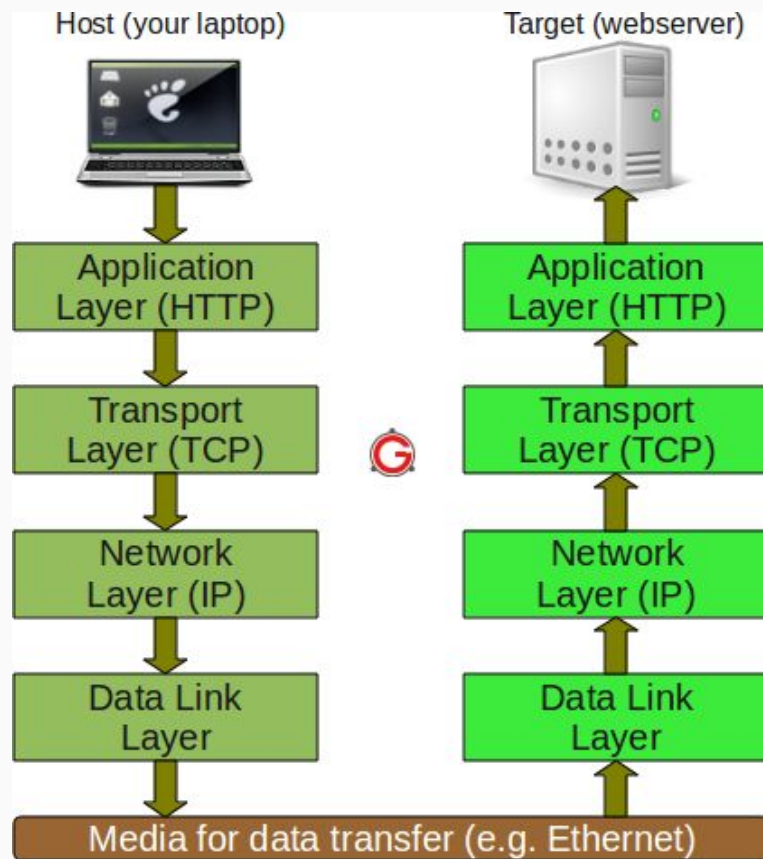 Host (your laptop)
Target (webserver)
Application
Layer (HTTP)
Transport
Layer (TCP)
Network
Layer (IP)
Data Link
Layer
G
Application
Layer (HTTP)
Transport
Layer (TCP)
Network
Layer (IP)
Data Link
Layer
Media for data transfer (e.g. Ethernet)